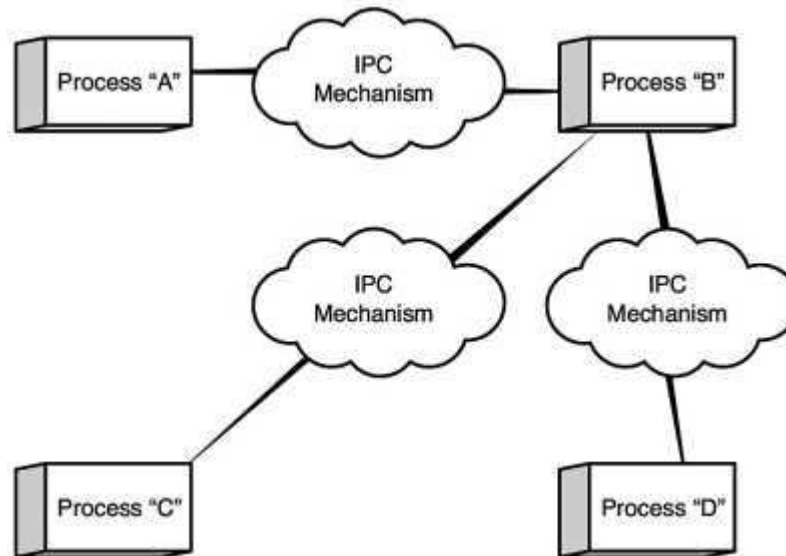 Process “A”
IPC
Mechanism
Process “B”
IPC
Mechanism
IPC
Mechanism
Process “C”
Process “D”